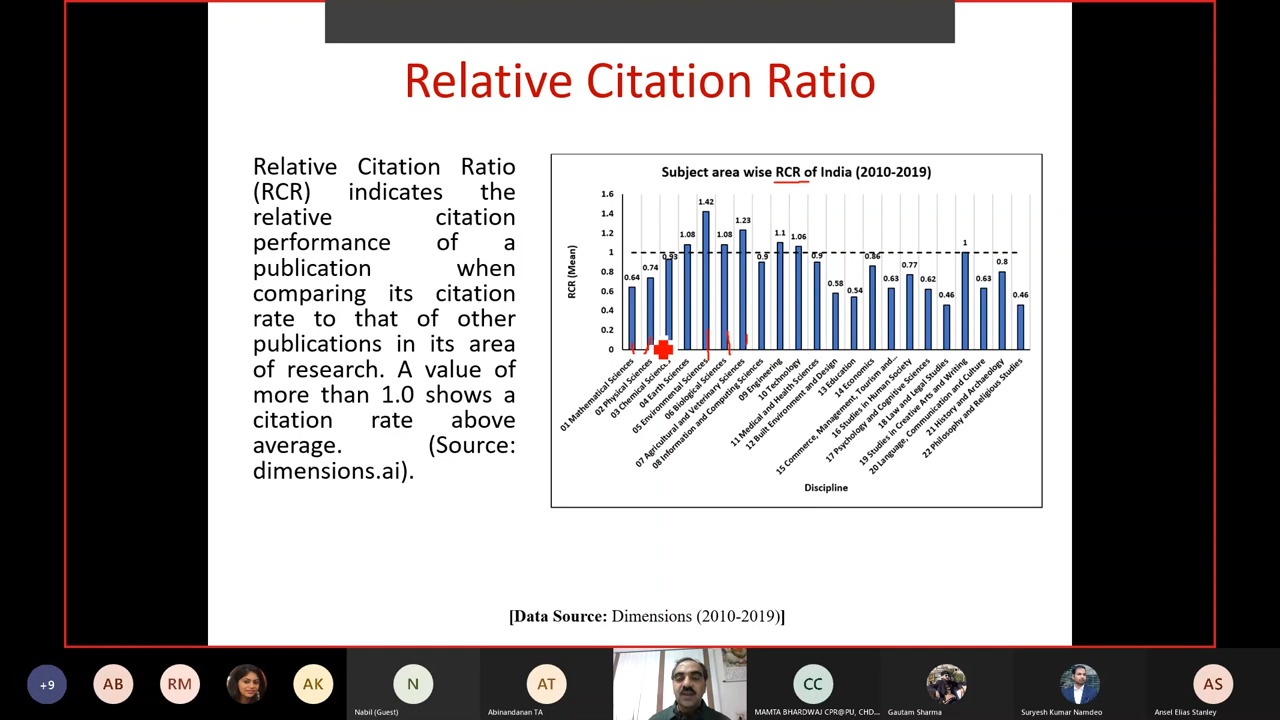 Relative Citation Ratio
Relative Citation Ratio
(RCR) indicates the
relative citation
performance of a
publication when
comparing its citation
rate to that of other
publications in its area
of research. A value of
more than 1.0 shows a
citation rate above
average. (Source:
dimensions.ai).
Subject area wise RCR of India (2010-2019)
RCR (Mean)
1.6
1.4
1.2
1
0.8
0.6
0.4
0.2
0
0.64
0.74
0.93
1.08
1.42
1.08
1.23
0.9
1.1
1.06
0.9
0.58
0.54
0.86
0.63
0.77
0.62
0.46
1
0.63
0.8
0.46
01 Mathematical Sciences
02 Physical Sciences
03 Chemical Sciences
04 Earth Sciences
05 Environmental Sciences
06 Biological Sciences
07 Agricultural and Veterinary Sciences
08 Information and Computing Sciences
09 Engineering
10 Technology
11 Medical and Health Sciences
12 Built Environment and Design
13 Education
14 Economics
15 Commerce, Management, Tourism and...
16 Studies in Human Society
17 Psychology and Cognitive Sciences
18 Law and Legal Studies
19 Studies in Creative Arts and Writing
20 Language, Communication and Culture
21 History and Archaeology
22 Philosophy and Religious Studies
Discipline
[Data Source: Dimensions (2010-2019)]
+9
AB
RM
AK
N
Nabil (Guest)
AT
Abinandanan TA
CC
MAMTA BHARDWAJ CPR@PU, CHD...
Gautam Sharma
Suryesh Kumar Namdeo
AS
Ansel Elias Stanley